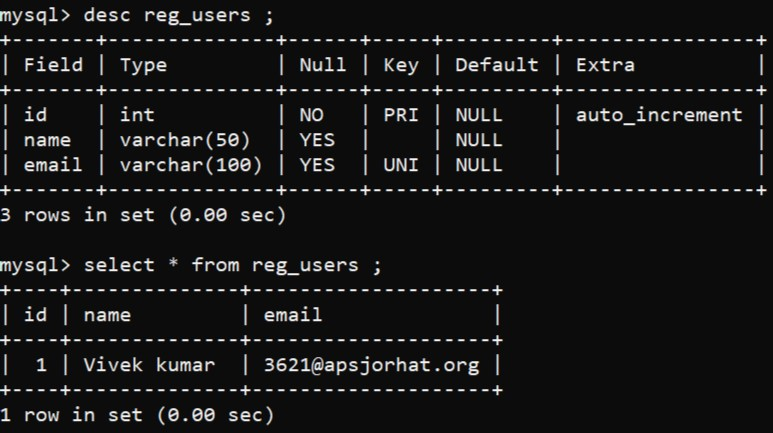 mysql> desc reg_users ;
+-------+--------------+------+-----+---------+----------------+
| Field | Type         | Null | Key | Default | Extra          |
+-------+--------------+------+-----+---------+----------------+
| id    | int          | NO   | PRI | NULL    | auto_increment |
| name  | varchar(50)  | YES  |     | NULL    |                |
| email | varchar(100) | YES  | UNI | NULL    |                |
+-------+--------------+------+-----+---------+----------------+
3 rows in set (0.00 sec)

mysql> select * from reg_users ;
+----+--------------+--------------------+
| id | name         | email              |
+----+--------------+--------------------+
|  1 | Vivek kumar  | 3621@apsjorhat.org |
+----+--------------+--------------------+
1 row in set (0.00 sec)